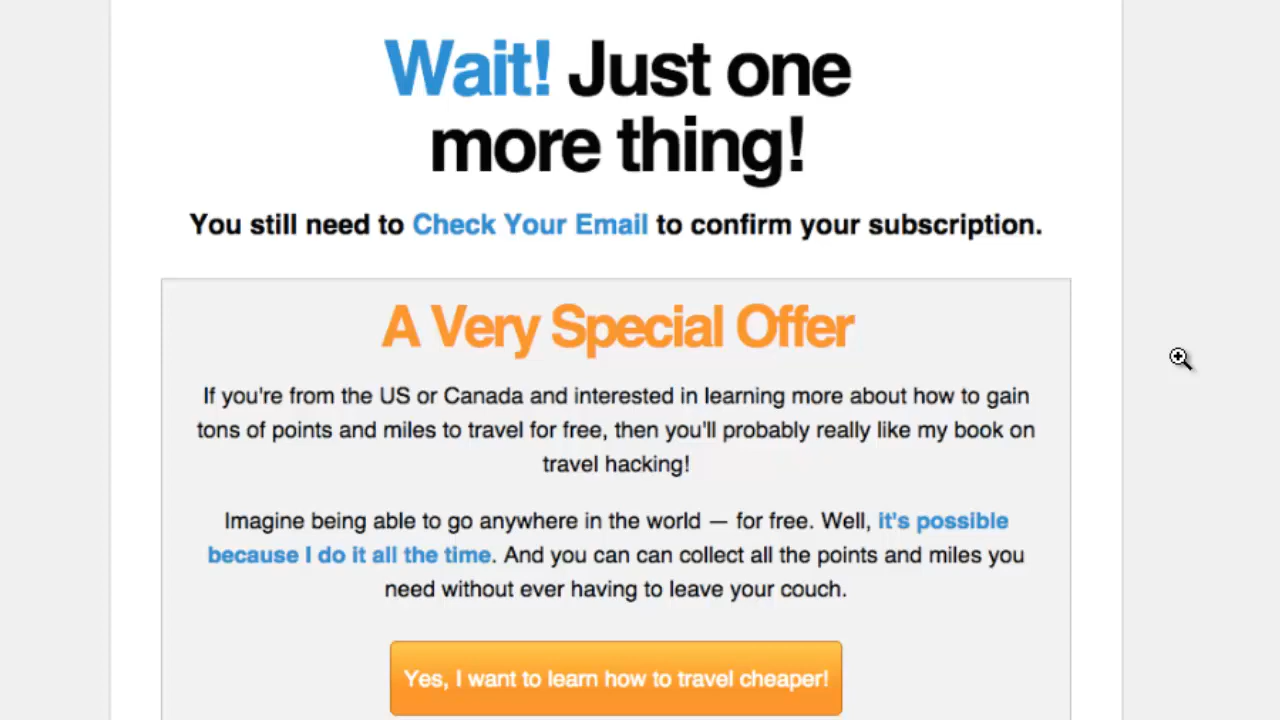 Wait! Just one
more thing!
You still need to Check Your Email to confirm your subscription.
A Very Special Offer
If you're from the US or Canada and interested in learning more about how to gain
tons of points and miles to travel for free, then you'll probably really like my book on
travel hacking!
Imagine being able to go anywhere in the world — for free. Well, it's possible
because I do it all the time. And you can can collect all the points and miles you
need without ever having to leave your couch.
Yes, I want to learn how to travel cheaper!